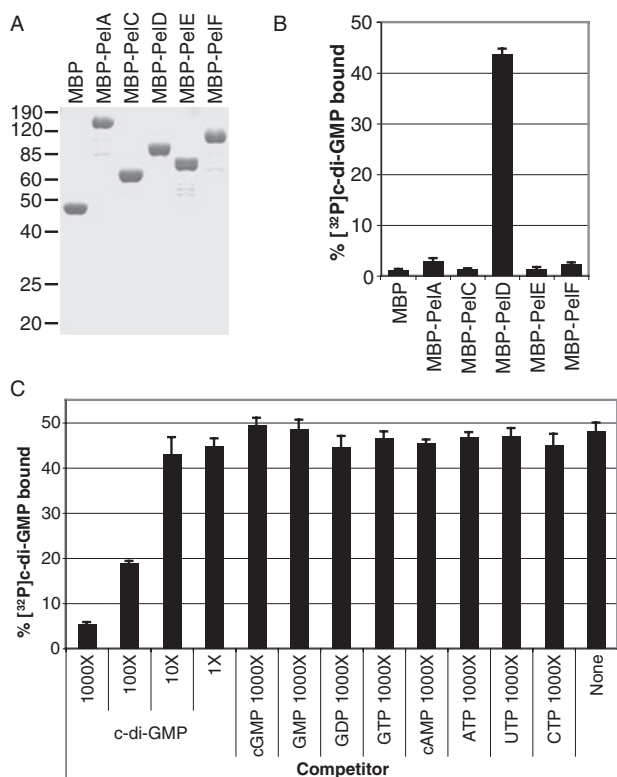 A
MBP
MBP-PelA
MBP-PelC
MBP-PelD
MBP-PelE
MBP-PelF
190
120
85
60
50
40
25
20
B
% [32P]c-di-GMP bound
50
40
30
20
10
0
MBP
MBP-PelA
MBP-PelC
MBP-PelD
MBP-PelE
MBP-PelF
C
% [32P]c-di-GMP bound
60
50
40
30
20
10
0
1000X
100X
10X
1X
cGMP 1000X
GMP 1000X
GDP 1000X
GTP 1000X
cAMP 1000X
ATP 1000X
UTP 1000X
CTP 1000X
None
c-di-GMP
Competitor